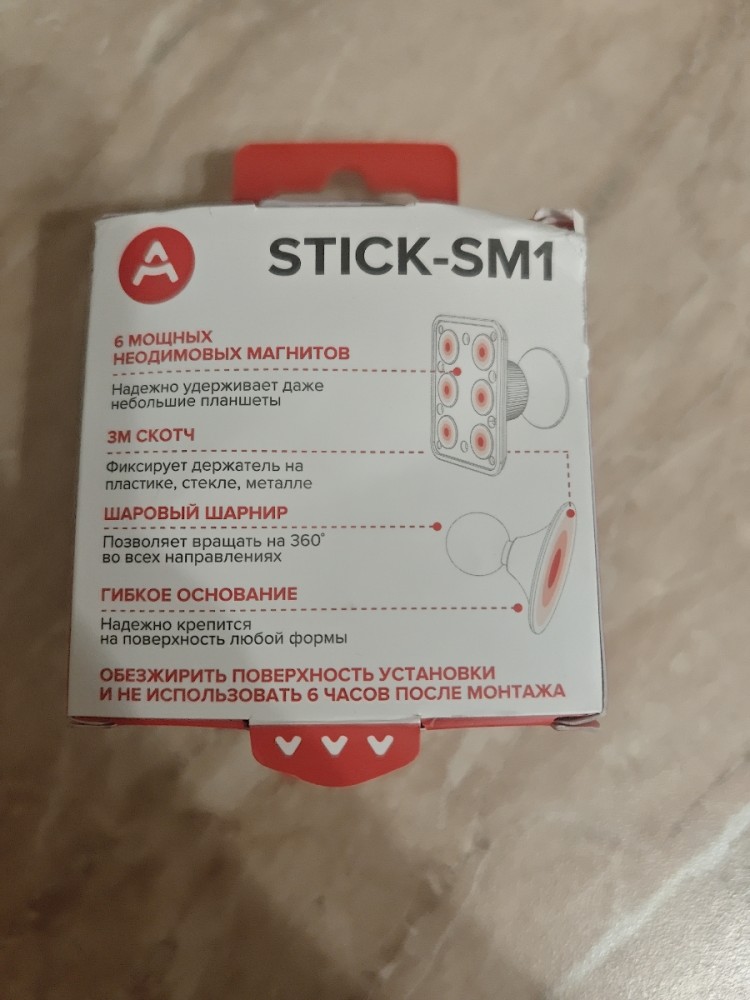 STICK-SM1
6 МОЩНЫХ
НЕОДИМОВЫХ МАГНИТОВ
Надежно удерживает даже
небольшие планшеты
3М СКОТЧ
Фиксирует держатель на
пластике, стекле, металле
ШАРОВЫЙ ШАРНИР
Позволяет вращать на 360°
во всех направлениях
ГИБКОЕ ОСНОВАНИЕ
Надежно крепится
на поверхность любой формы
ОБЕЗЖИРИТЬ ПОВЕРХНОСТЬ УСТАНОВКИ
И НЕ ИСПОЛЬЗОВАТЬ 6 ЧАСОВ ПОСЛЕ МОНТАЖА